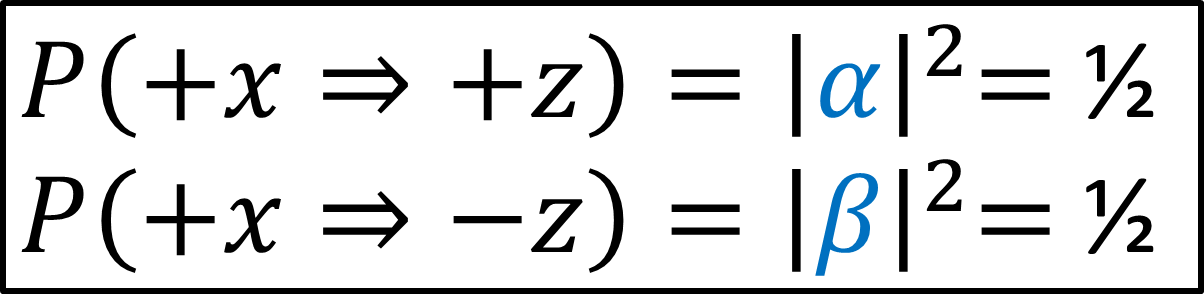 P(+x ⇒ +z) = |α|² = ½
P(+x ⇒ −z) = |β|² = ½